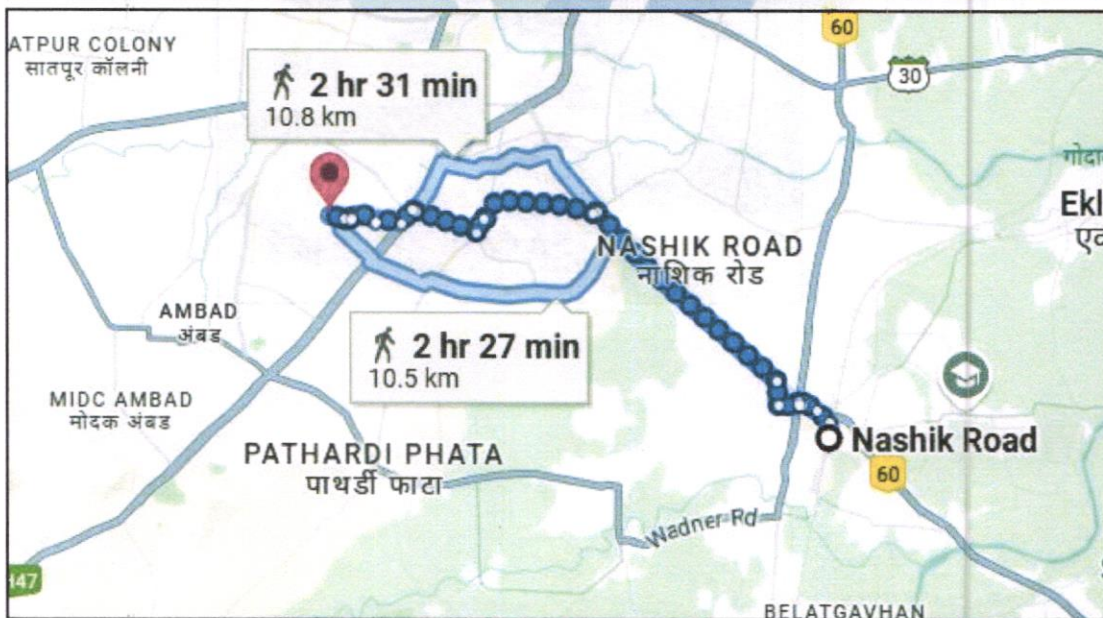 ATPUR COLONY
सातपूर कॉलनी
2 hr 31 min
10.8 km
60
30
गोदा
Ekl
एव
NASHIK ROAD
नाशिक रोड
AMBAD
अंबड
2 hr 27 min
10.5 km
MIDC AMBAD
मोदक अंबड
PATHARDI PHATA
पाथर्डी फाटा
Nashik Road
60
Wadner Rd
H47
BELATGAVHAN